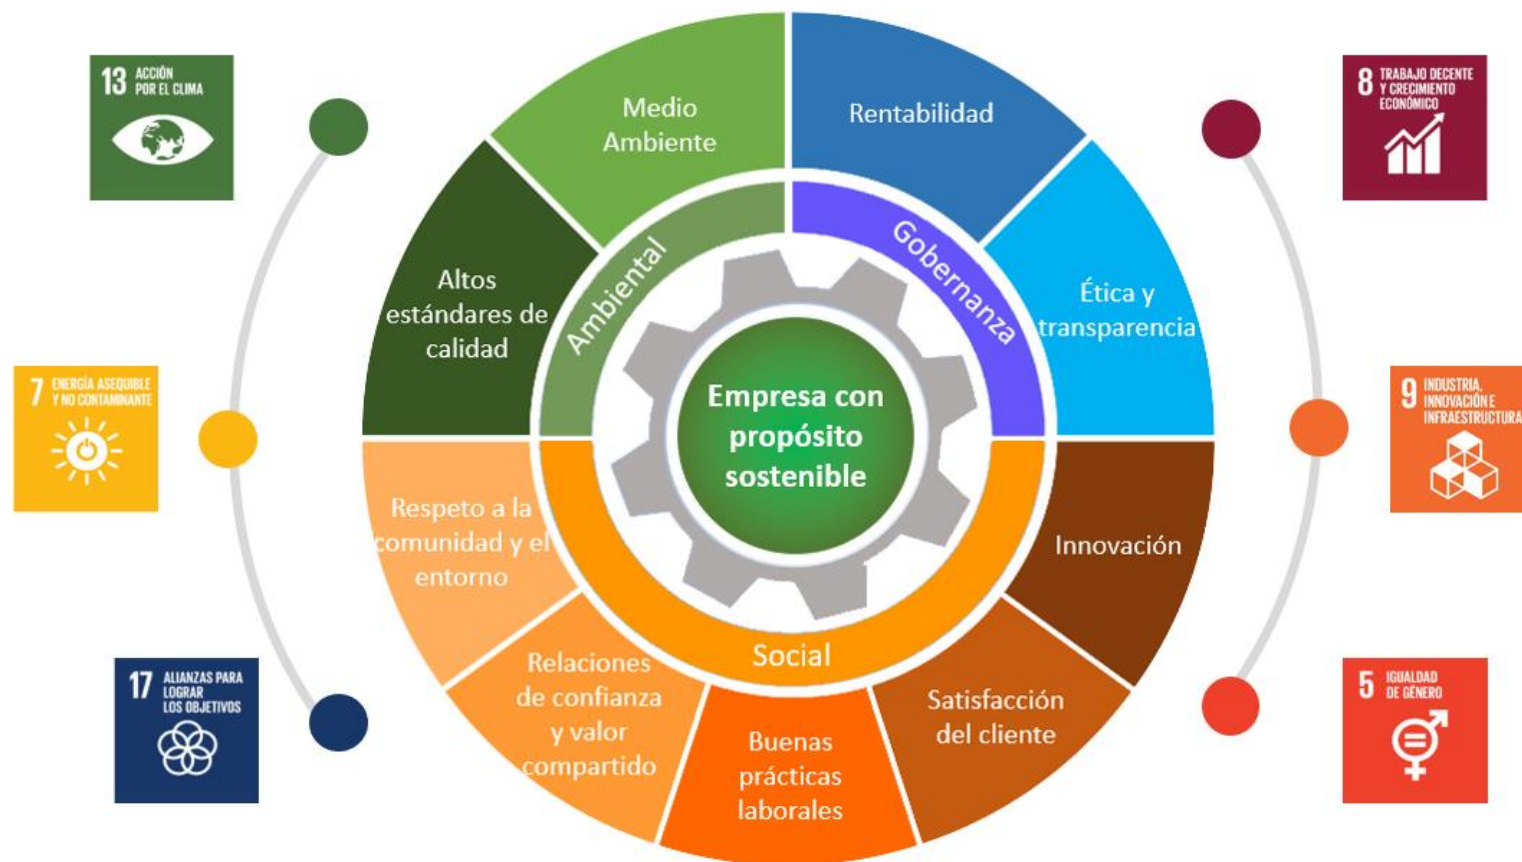 13 ACCIÓN
POR EL CLIMA
7 ENERGÍA ASEQUIBLE
Y NO CONTAMINANTE
17 ALIANZAS PARA
LOGRAR
LOS OBJETIVOS
Medio
Ambiente
Rentabilidad
Altos
estándares de
calidad
Ética y
transparencia
Ambiental
Gobernanza
Empresa con
propósito
sostenible
Respeto a la
comunidad y el
entorno
Innovación
Social
Relaciones
de confianza
y valor
compartido
Buenas
prácticas
laborales
Satisfacción
del cliente
8 TRABAJO DECENTE
Y CRECIMIENTO
ECONÓMICO
9 INDUSTRIA,
INNOVACIÓN E
INFRAESTRUCTURA
5 IGUALDAD
DE GÉNERO